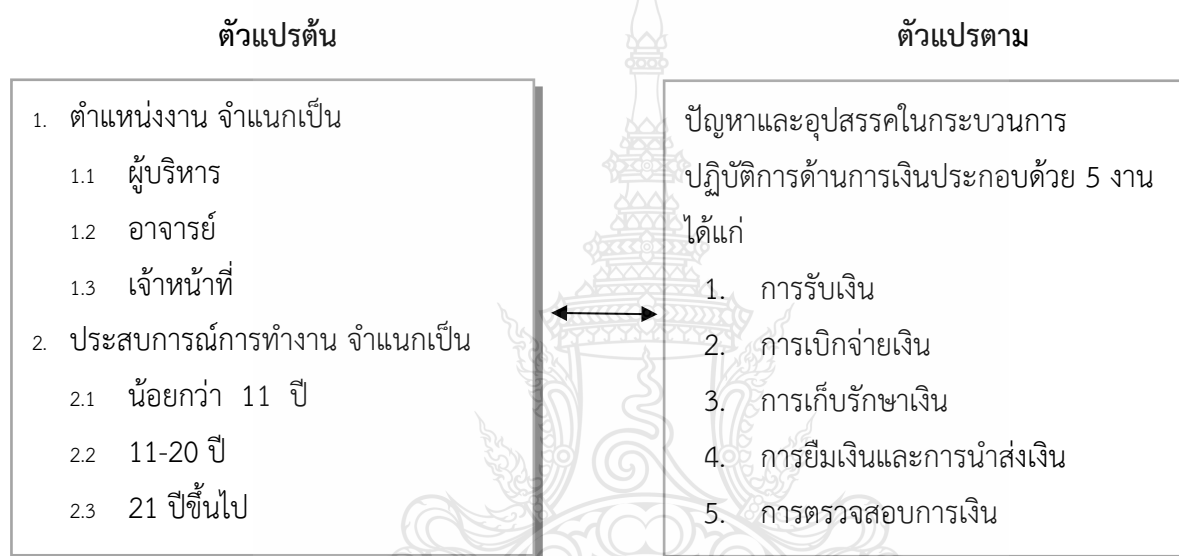 ตัวแปรต้น
1. ตำแหน่งงาน จำแนกเป็น
1.1 ผู้บริหาร
1.2 อาจารย์
1.3 เจ้าหน้าที่
2. ประสบการณ์การทำงาน จำแนกเป็น
2.1 น้อยกว่า 11 ปี
2.2 11-20 ปี
2.3 21 ปีขึ้นไป
ตัวแปรตาม
ปัญหาและอุปสรรคในกระบวนการ
ปฏิบัติการด้านการเงินประกอบด้วย 5 งาน
ได้แก่
1. การรับเงิน
2. การเบิกจ่ายเงิน
3. การเก็บรักษาเงิน
4. การยืมเงินและการนำส่งเงิน
5. การตรวจสอบการเงิน